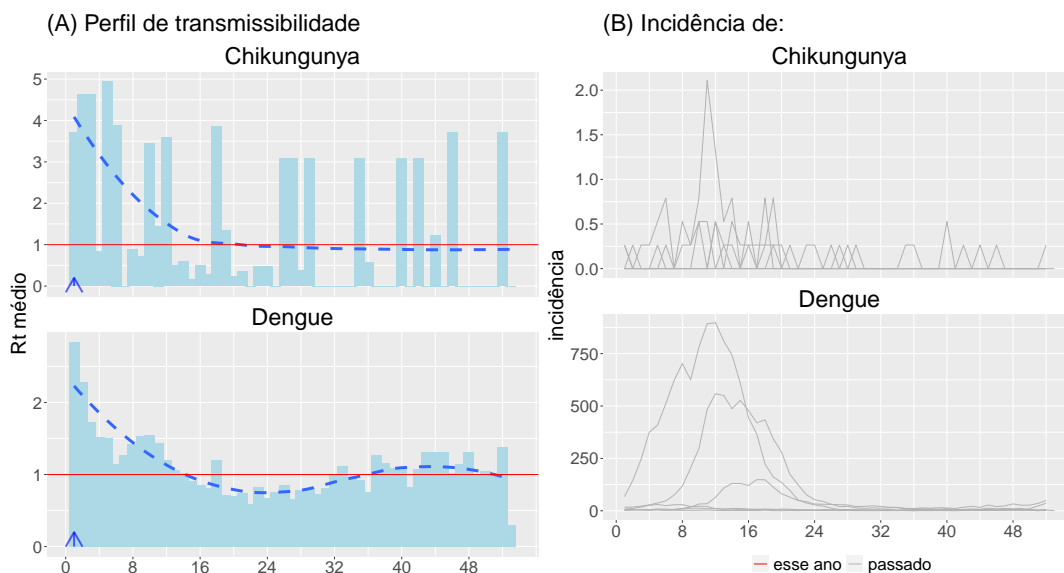 (A) Perfil de transmissibilidade
Chikungunya
5
4
3
2
1
0
Dengue
2
1
0
0 8 16 24 32 40 48
Rt médio
(B) Incidência de:
Chikungunya
2.0
1.5
1.0
0.5
0.0
Dengue
750
500
250
0
0 8 16 24 32 40 48
incidência
esse ano passado